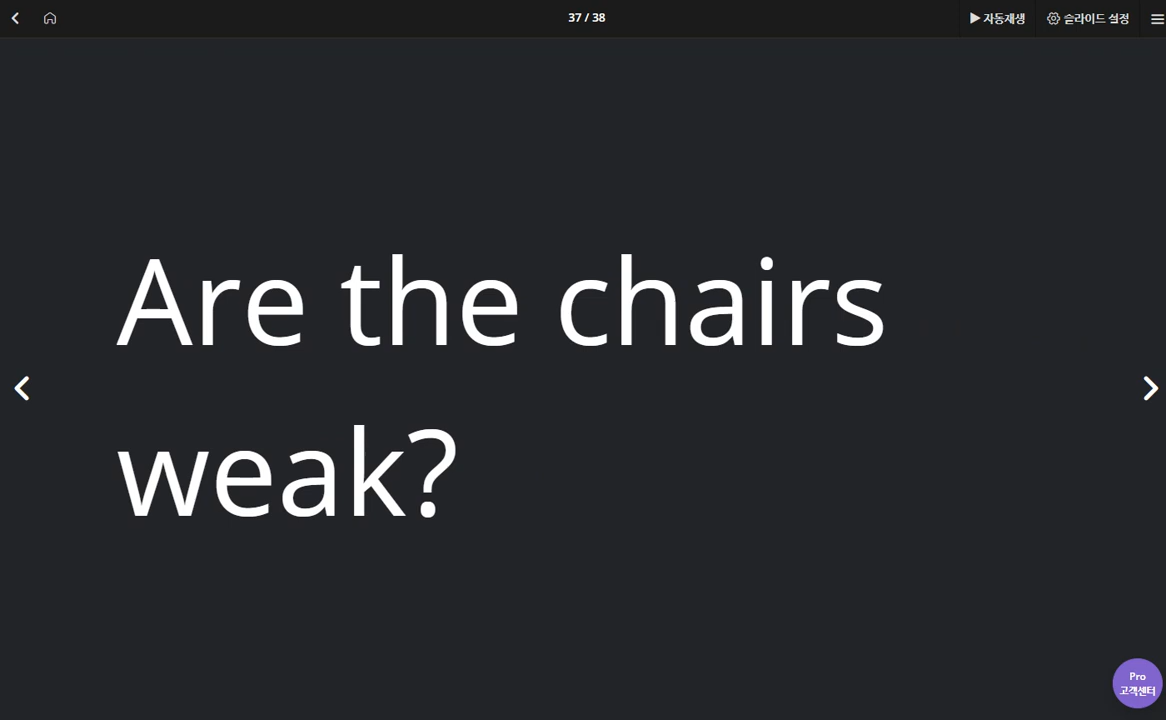 37 / 38
▶ 자동재생
슬라이드 설정
Are the chairs
weak?
Pro
고객센터